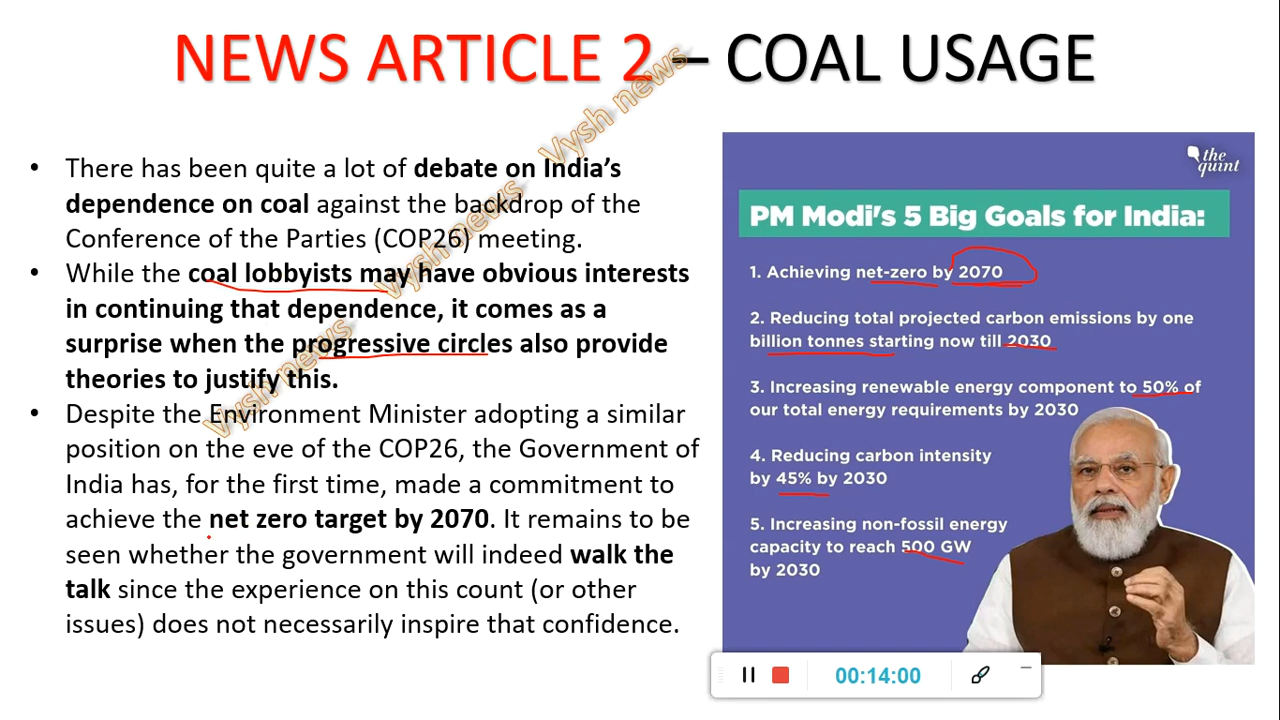 NEWS ARTICLE 2 – COAL USAGE
• There has been quite a lot of debate on India’s
dependence on coal against the backdrop of the
Conference of the Parties (COP26) meeting.
• While the coal lobbyists may have obvious interests
in continuing that dependence, it comes as a
surprise when the progressive circles also provide
theories to justify this.
• Despite the Environment Minister adopting a similar
position on the eve of the COP26, the Government of
India has, for the first time, made a commitment to
achieve the net zero target by 2070. It remains to be
seen whether the government will indeed walk the
talk since the experience on this count (or other
issues) does not necessarily inspire that confidence.
Vysh news
Vysh news
Vysh news
the
quint
PM Modi's 5 Big Goals for India:
1. Achieving net-zero by 2070
2. Reducing total projected carbon emissions by one
billion tonnes starting now till 2030
3. Increasing renewable energy component to 50% of
our total energy requirements by 2030
4. Reducing carbon intensity
by 45% by 2030
5. Increasing non-fossil energy
capacity to reach 500 GW
by 2030
00:14:00